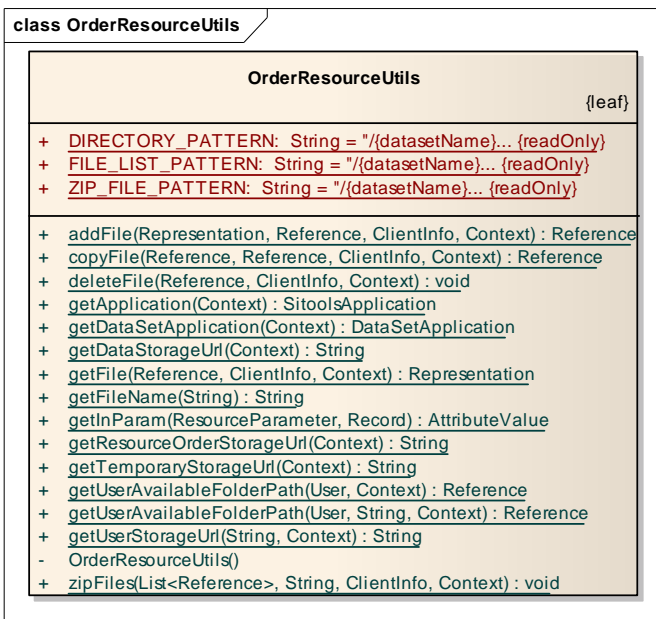 class OrderResourceUtils
OrderResourceUtils
{leaf}
+ DIRECTORY_PATTERN: String = "/{datasetName}... {readOnly}
+ FILE_LIST_PATTERN: String = "/{datasetName}... {readOnly}
+ ZIP_FILE_PATTERN: String = "/{datasetName}... {readOnly}
+ addFile(Representation, Reference, ClientInfo, Context) : Reference
+ copyFile(Reference, Reference, ClientInfo, Context) : Reference
+ deleteFile(Reference, ClientInfo, Context) : void
+ getApplication(Context) : SitoolsApplication
+ getDataSetApplication(Context) : DataSetApplication
+ getDataStorageUrl(Context) : String
+ getFile(Reference, ClientInfo, Context) : Representation
+ getFileName(String) : String
+ getInParam(ResourceParameter, Record) : AttributeValue
+ getResourceOrderStorageUrl(Context) : String
+ getTemporaryStorageUrl(Context) : String
+ getUserAvailableFolderPath(User, Context) : Reference
+ getUserAvailableFolderPath(User, String, Context) : Reference
+ getUserStorageUrl(String, Context) : String
- OrderResourceUtils()
+ zipFiles(List<Reference>, String, ClientInfo, Context) : void